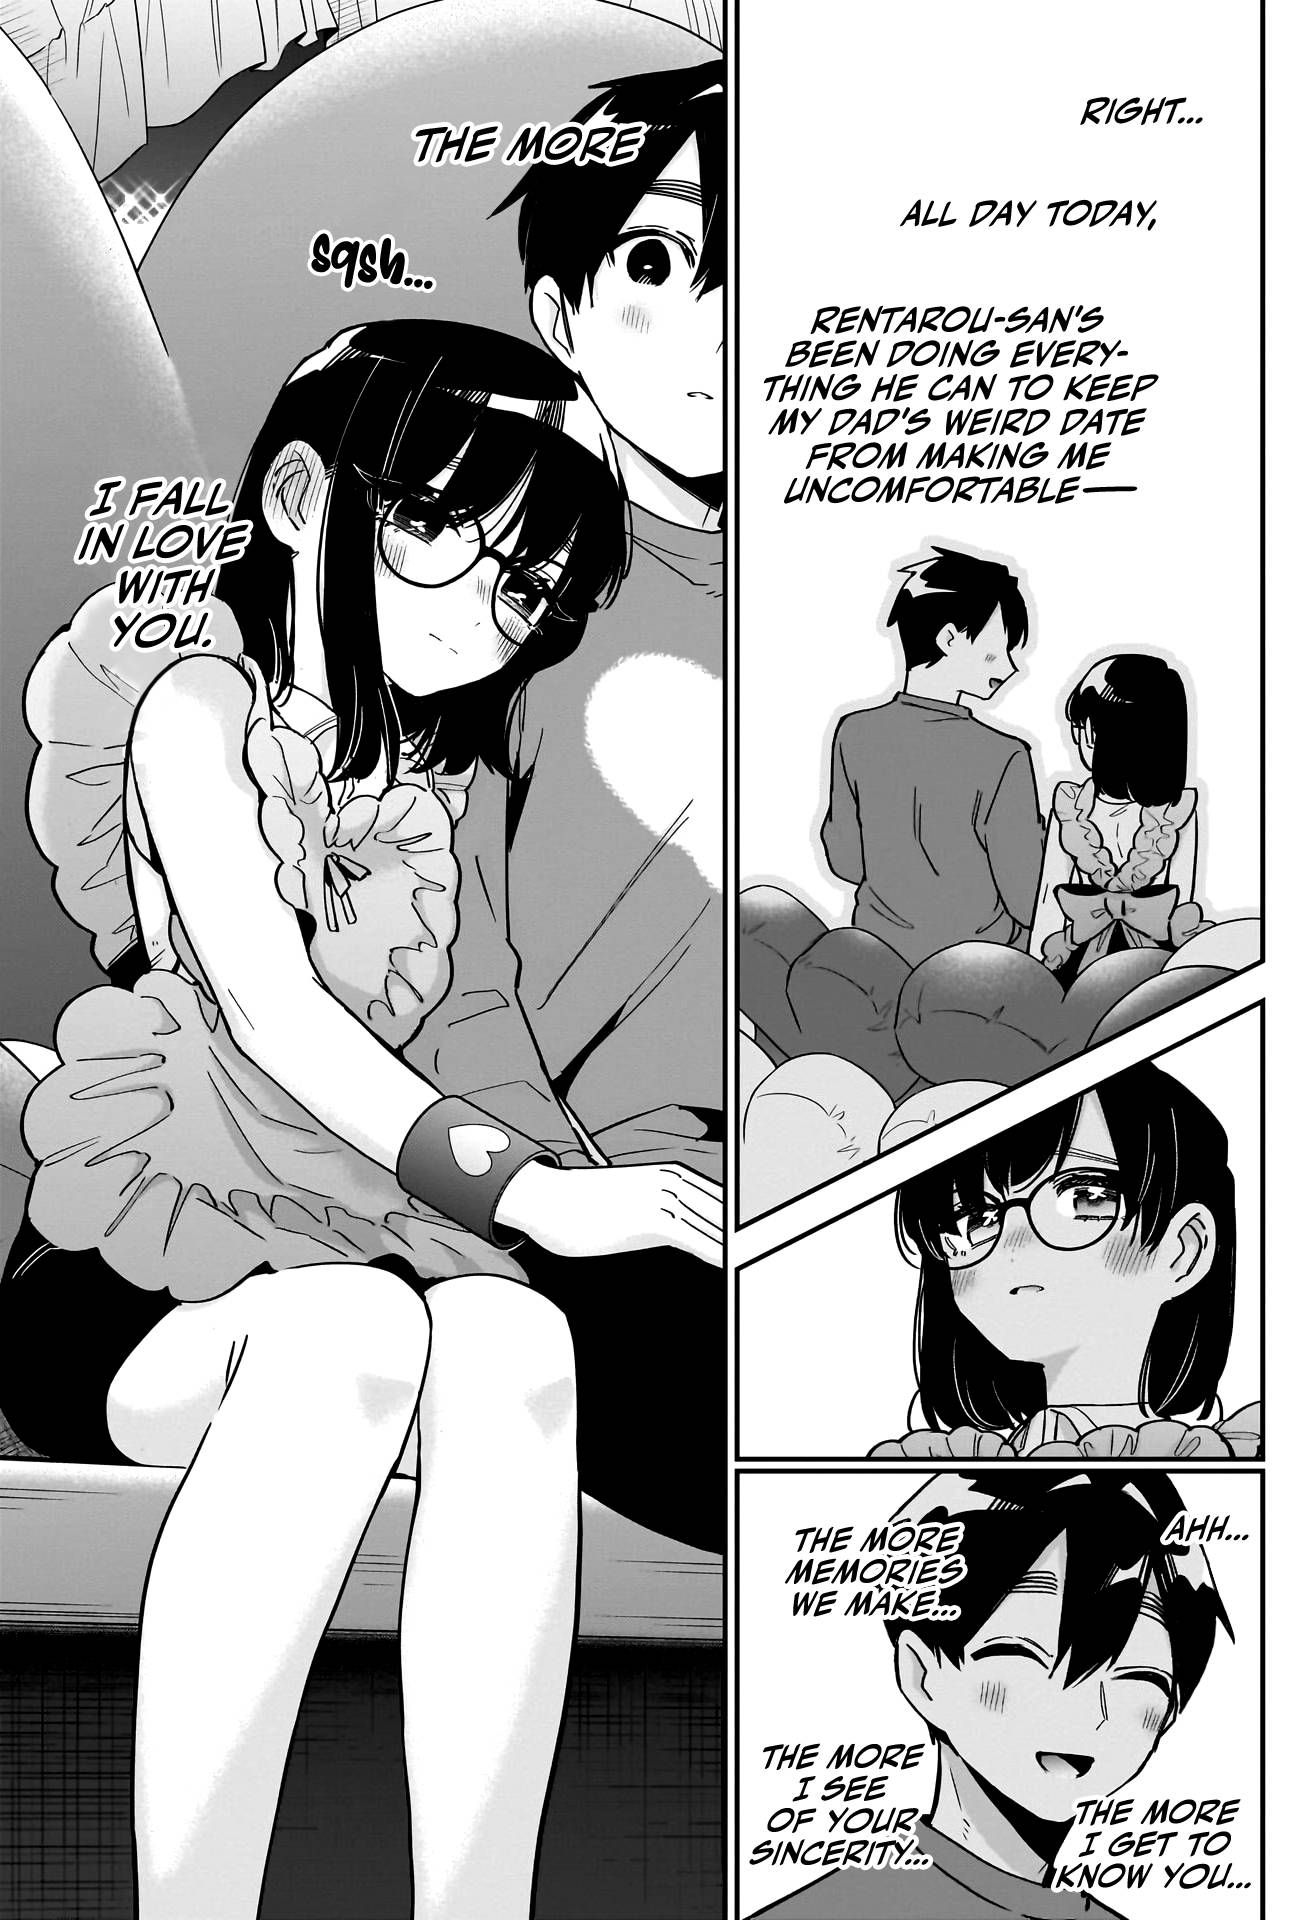 RIGHT...
ALL DAY TODAY,
RENTAROU-SAN'S
BEEN DOING EVERY-
THING HE CAN TO KEEP
MY DAD'S WEIRD DATE
FROM MAKING ME
UNCOMFORTABLE—
AHH...
THE MORE
MEMORIES
WE MAKE...
THE MORE
I GET TO
KNOW YOU...
THE MORE
I SEE
OF YOUR
SINCERITY...
THE MORE
sqsh...
I FALL
IN LOVE
WITH
YOU.